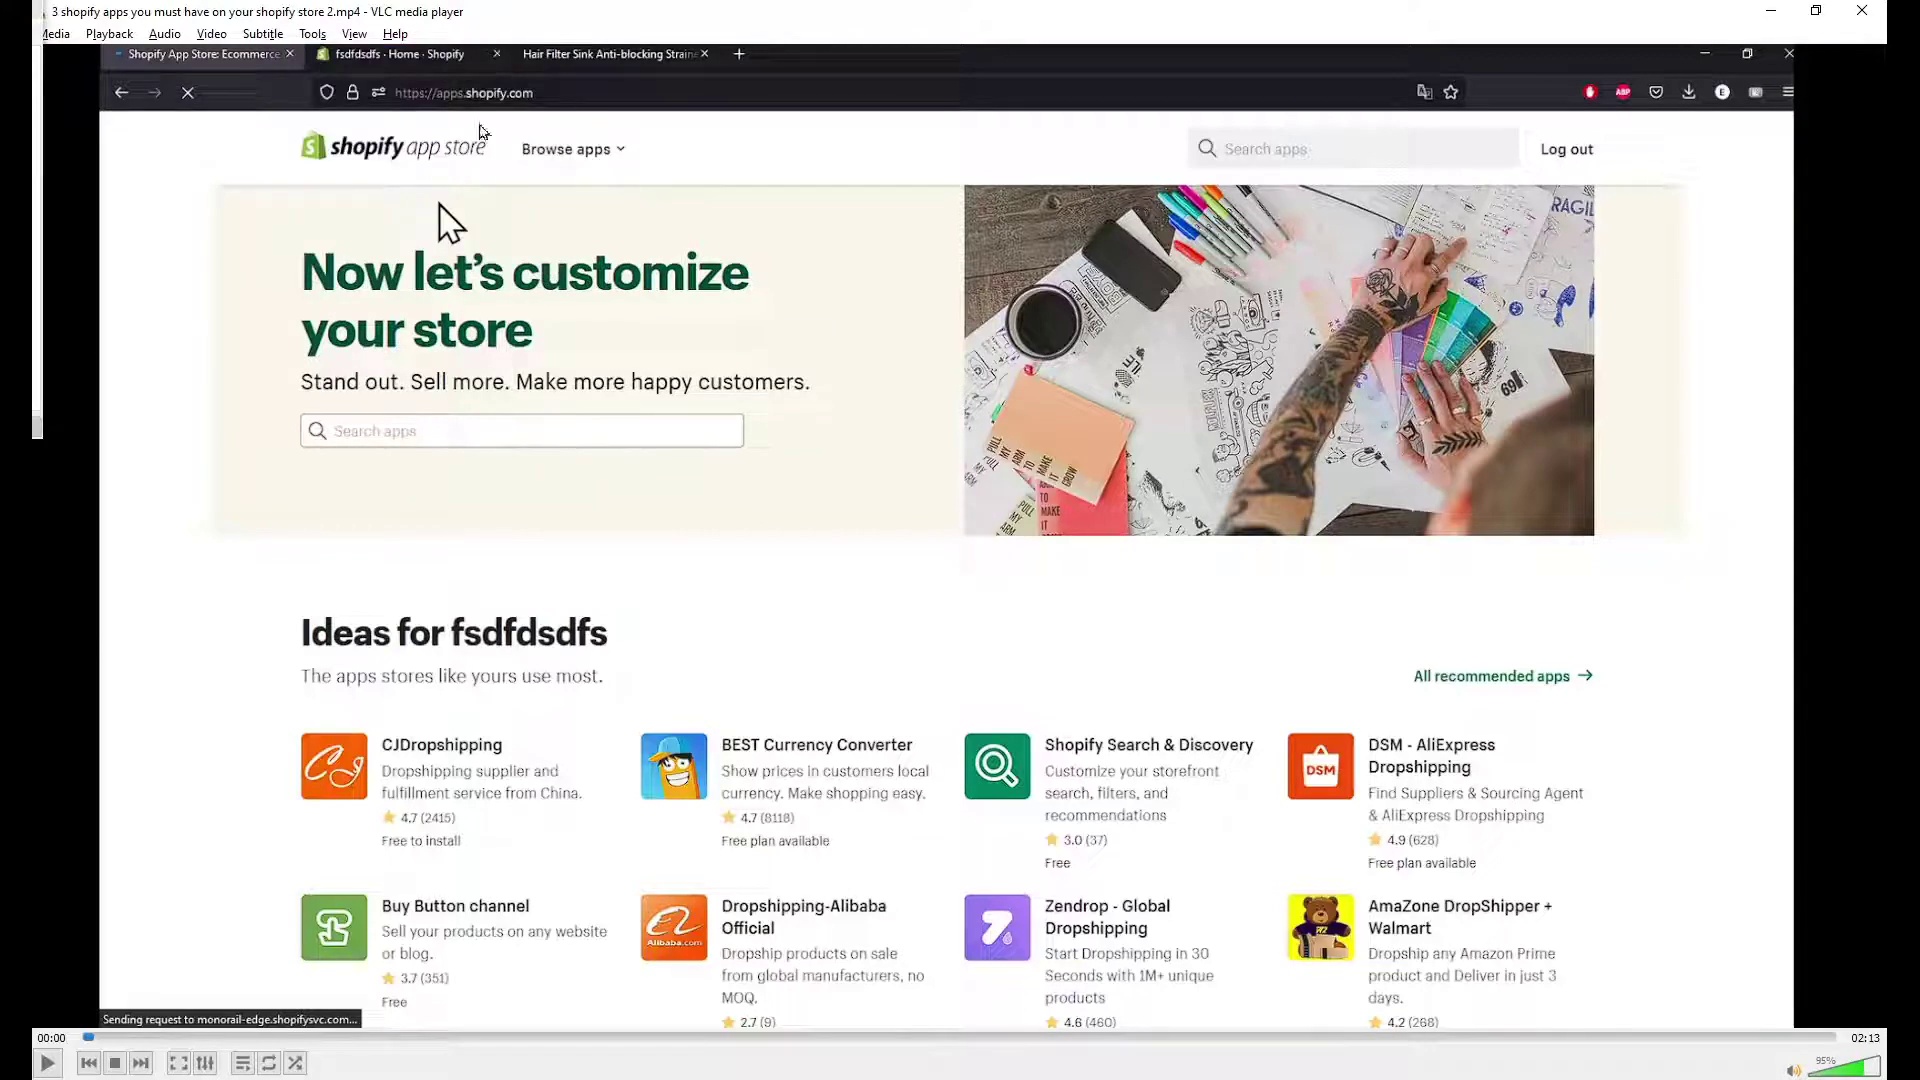 3 shopify apps you must have on your shopify store 2.mp4 - VLC media player
Media Playback Audio Video Subtitle Tools View Help
Shopify App Store: Ecommerce fsdfdsdfs · Home · Shopify Hair Filter Sink Anti-blocking Straine
https://apps.shopify.com ABP E
shopify app store Browse apps Search apps Log out
Now let's customize
your store
Stand out. Sell more. Make more happy customers.
Search apps
Ideas for fsdfdsdfs
The apps stores like yours use most.
All recommended apps →
CJDropshipping
Dropshipping supplier and
fulfillment service from China.
4.7 (2415)
Free to install
BEST Currency Converter
Show prices in customers local
currency. Make shopping easy.
4.7 (8118)
Free plan available
Shopify Search & Discovery
Customize your storefront
search, filters, and
recommendations
3.0 (37)
Free
DSM
DSM - AliExpress
Dropshipping
Find Suppliers & Sourcing Agent
& AliExpress Dropshipping
4.9 (628)
Free plan available
Buy Button channel
Sell your products on any website
or blog.
3.7 (351)
Free
Alibaba.com
Dropshipping-Alibaba
Official
Dropship products on sale
from global manufacturers, no
MOQ.
2.7 (9)
Zendrop - Global
Dropshipping
Start Dropshipping in 30
Seconds with 1M+ unique
products
4.6 (460)
AmaZone DropShipper +
Walmart
Dropship any Amazon Prime
product and Deliver in just 3
days.
4.2 (268)
Sending request to monorail-edge.shopifysvc.com...
00:00 02:13
95%